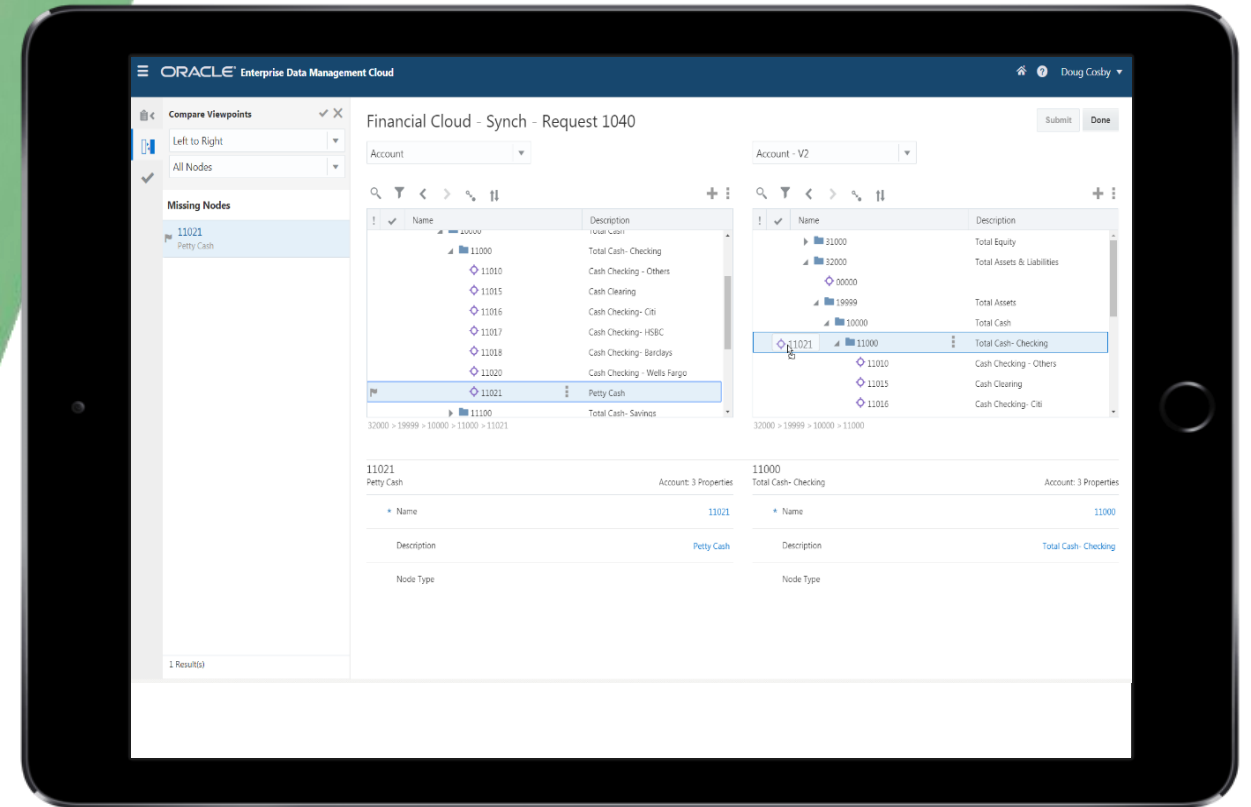 ORACLE® Enterprise Data Management Cloud
Doug Cosby
Compare Viewpoints
Left to Right
All Nodes
Missing Nodes
11021
Petty Cash
1 Result(s)
Financial Cloud - Synch - Request 1040
Submit Done
Account
! Name Description
10000 Total Cash
11000 Total Cash- Checking
11010 Cash Checking - Others
11015 Cash Clearing
11016 Cash Checking- Citi
11017 Cash Checking- HSBC
11018 Cash Checking- Barclays
11020 Cash Checking - Wells Fargo
11021 Petty Cash
11100 Total Cash- Savings
32000 > 19999 > 10000 > 11000 > 11021
Account - V2
! Name Description
31000 Total Equity
32000 Total Assets & Liabilities
00000
19999 Total Assets
10000 Total Cash
11021 11000 Total Cash- Checking
11010 Cash Checking - Others
11015 Cash Clearing
11016 Cash Checking- Citi
32000 > 19999 > 10000 > 11000
11021
Petty Cash Account: 3 Properties
* Name 11021
Description Petty Cash
Node Type
11000
Total Cash- Checking Account: 3 Properties
* Name 11000
Description Total Cash- Checking
Node Type